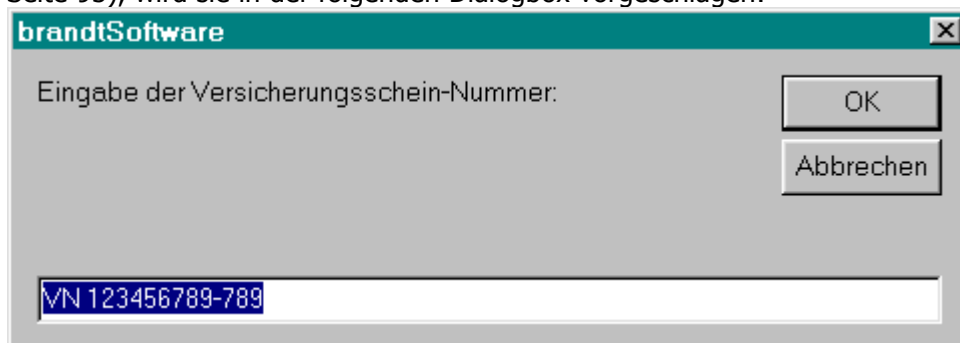 Seite 95), wird sie in der folgenden Dialogbox vorgeschlagen.
brandtSoftware
Eingabe der Versicherungsschein-Nummer:
OK
Abbrechen
VN 123456789-789